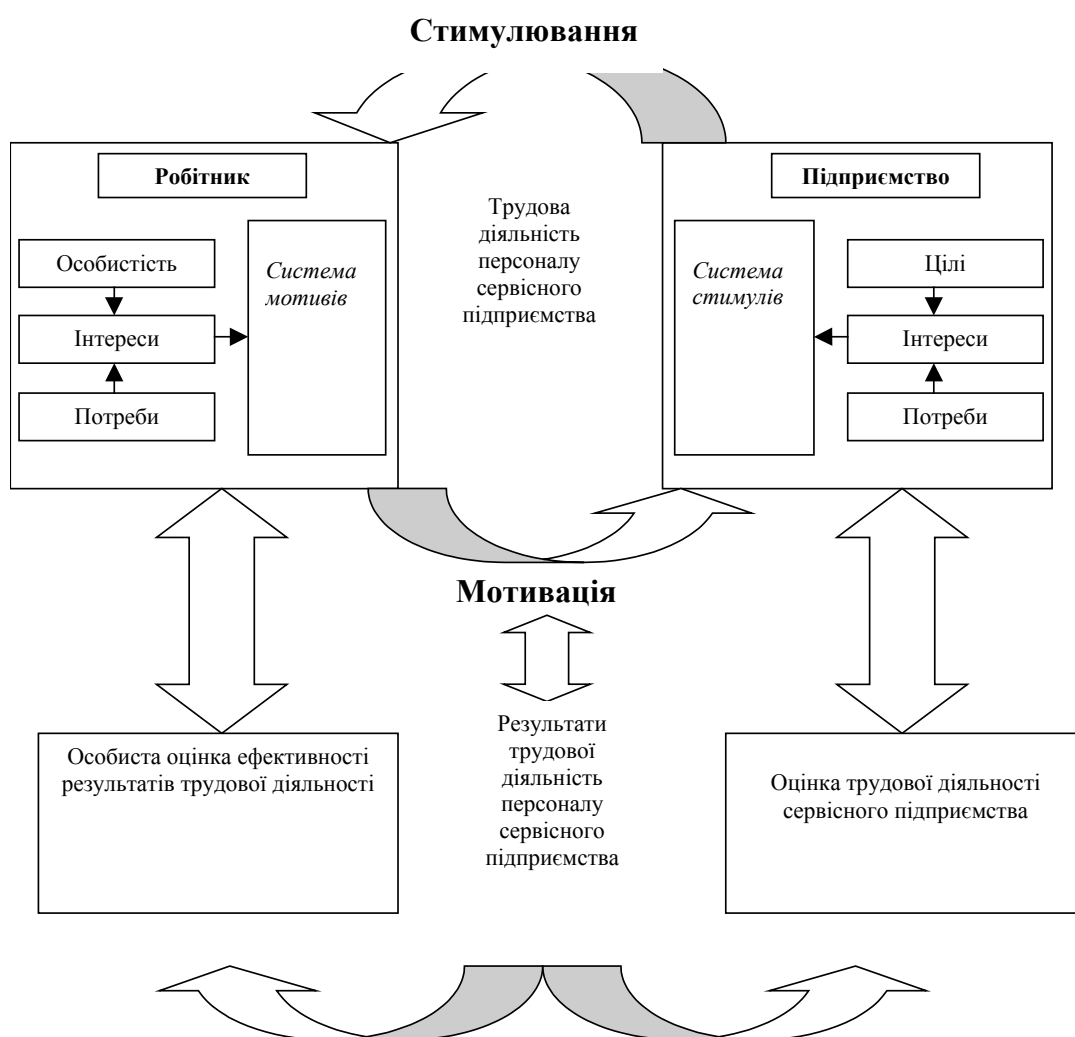 Стимулювання
Робітник
Особистість
Інтереси
Потреби
Система
мотивів
Трудова
діяльність
персоналу
сервісного
підприємства
Підприємство
Система
стимулів
Цілі
Інтереси
Потреби
Мотивація
Особиста оцінка ефективності
результатів трудової діяльності
Результати
трудової
діяльність
персоналу
сервісного
підприємства
Оцінка трудової діяльності
сервісного підприємства